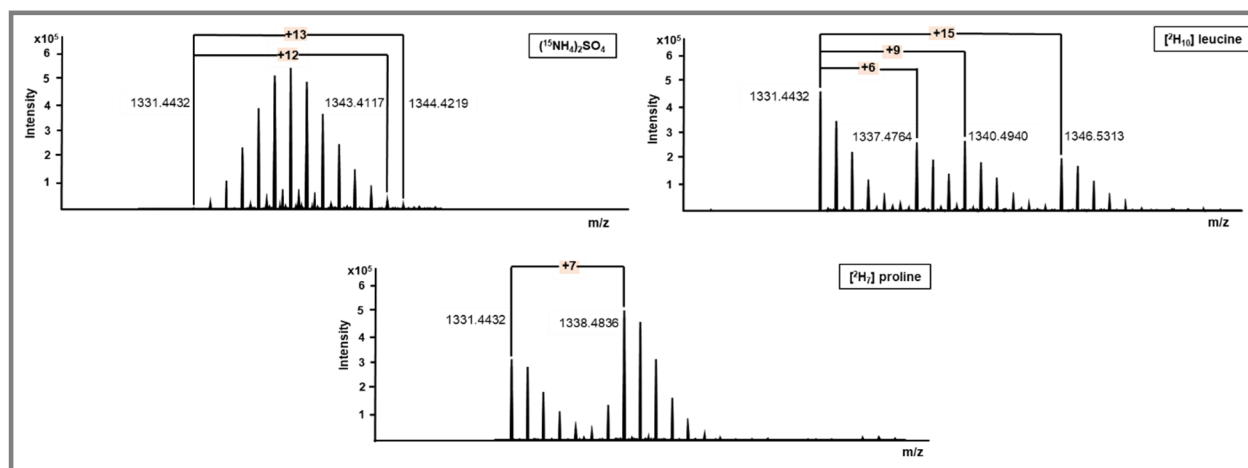 x10⁵
6
5
4
3
2
1
Intensity
+13
+12
1331.4432
1343.4117
1344.4219
(¹⁵NH₄)₂SO₄
m/z
x10⁵
6
5
4
3
2
1
Intensity
+15
+9
+6
1331.4432
1337.4764
1340.4940
1346.5313
[²H₁₀] leucine
m/z
x10⁵
6
5
4
3
2
1
Intensity
+7
1331.4432
1338.4836
[²H₇] proline
m/z